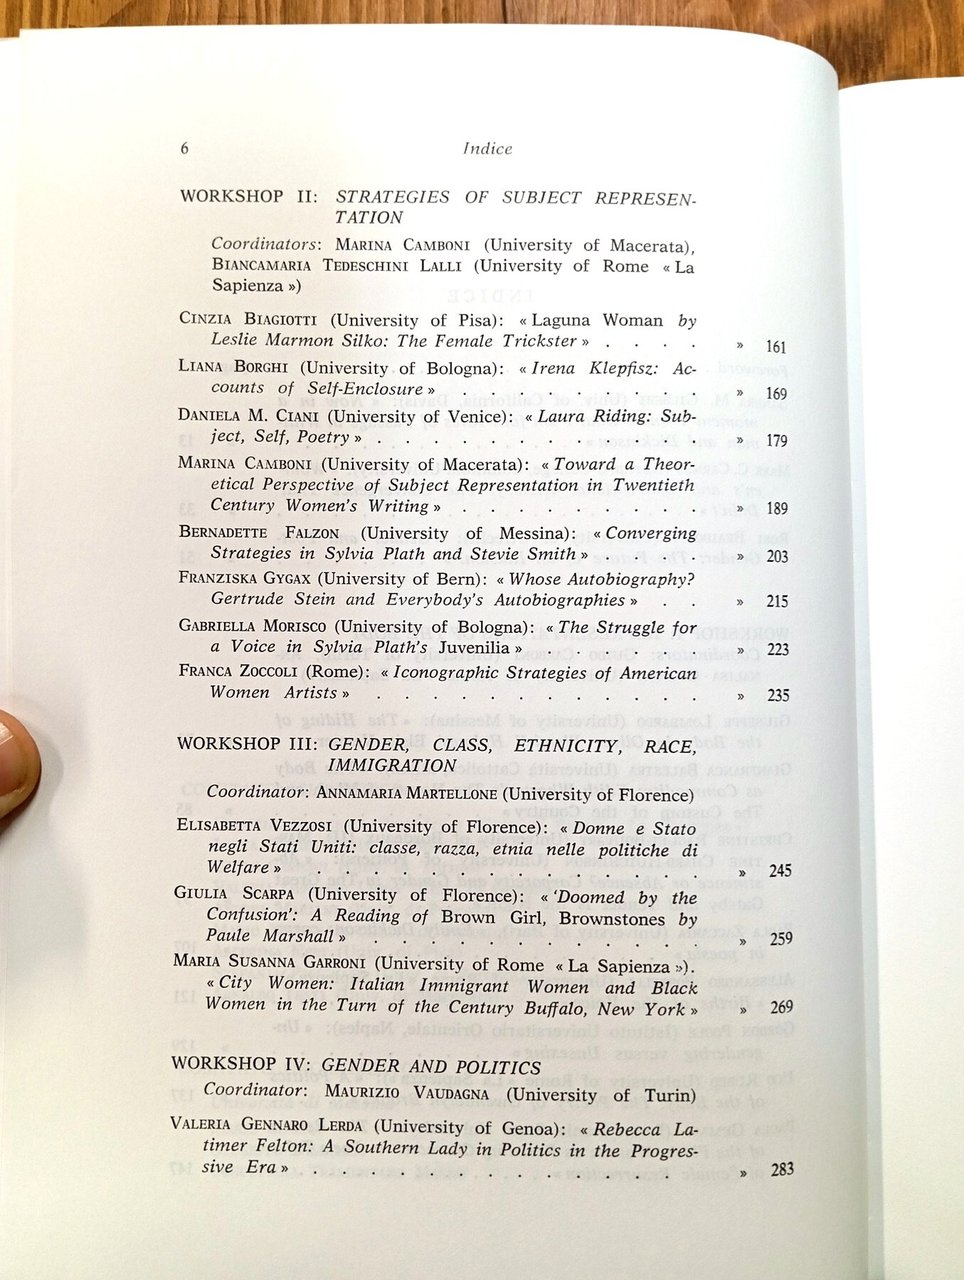 6 Indice
WORKSHOP II: STRATEGIES OF SUBJECT REPRESEN-
TATION
Coordinators: MARINA CAMBONI (University of Macerata),
BIANCAMARIA TEDESCHINI LALLI (University of Rome « La
Sapienza »)
CINZIA BIAGIOTTI (University of Pisa): « Laguna Woman by
Leslie Marmon Silko: The Female Trickster » . . . . » 161
LIANA BORGHI (University of Bologna): « Irena Klepfisz: Ac-
counts of Self-Enclosure » . . . . . . . . . . » 169
DANIELA M. CIANI (University of Venice): « Laura Riding: Sub-
ject, Self, Poetry » . . . . . . . . . . . . . » 179
MARINA CAMBONI (University of Macerata): « Toward a Theor-
etical Perspective of Subject Representation in Twentieth
Century Women's Writing » . . . . . . . . . . » 189
BERNADETTE FALZON (University of Messina): « Converging
Strategies in Sylvia Plath and Stevie Smith » . . . . » 203
FRANZISKA GYGAX (University of Bern): « Whose Autobiography?
Gertrude Stein and Everybody's Autobiographies » . . » 215
GABRIELLA MORISCO (University of Bologna): « The Struggle for
a Voice in Sylvia Plath's Juvenilia » . . . . . . » 223
FRANCA ZOCCOLI (Rome): « Iconographic Strategies of American
Women Artists » . . . . . . . . . . . . » 235
WORKSHOP III: GENDER, CLASS, ETHNICITY, RACE,
IMMIGRATION
Coordinator: ANNAMARIA MARTELLONE (University of Florence)
ELISABETTA VEZZOSI (University of Florence): « Donne e Stato
negli Stati Uniti: classe, razza, etnia nelle politiche di
Welfare » . . . . . . . . . . . . . . » 245
GIULIA SCARPA (University of Florence): « 'Doomed by the
Confusion': A Reading of Brown Girl, Brownstones by
Paule Marshall » . . . . . . . . . . . . » 259
MARIA SUSANNA GARRONI (University of Rome « La Sapienza »).
« City Women: Italian Immigrant Women and Black
Women in the Turn of the Century Buffalo, New York » » 269
WORKSHOP IV: GENDER AND POLITICS
Coordinator: MAURIZIO VAUDAGNA (University of Turin)
VALERIA GENNARO LERDA (University of Genoa): « Rebecca La-
timer Felton: A Southern Lady in Politics in the Progres-
sive Era » . . . . . . . . . . . . . » 283